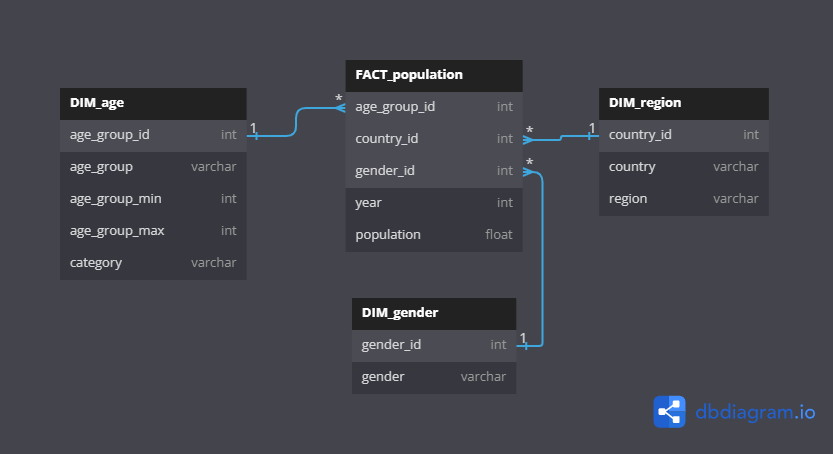 DIM_age
age_group_id int
age_group varchar
age_group_min int
age_group_max int
category varchar
1
*
FACT_population
age_group_id int
country_id int
gender_id int
year int
population float
*
*
1
DIM_region
country_id int
country varchar
region varchar
DIM_gender
gender_id int
gender varchar
1
dbdiagram.io